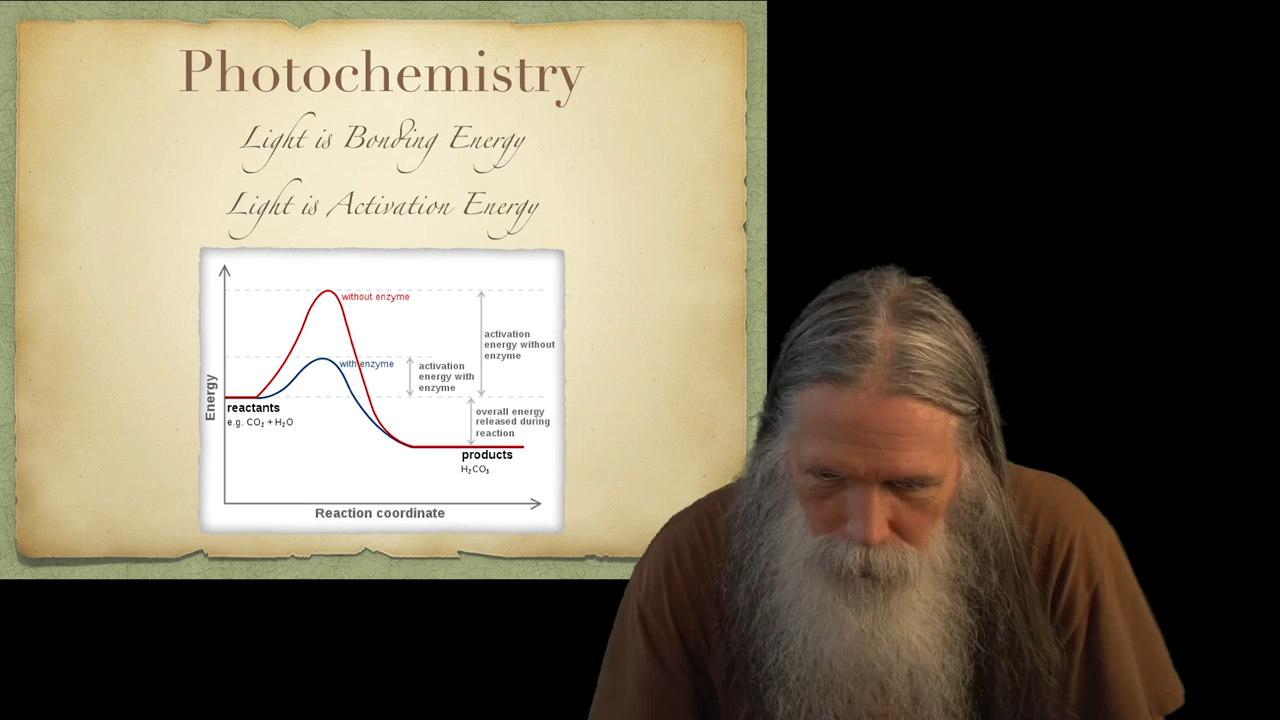 Photochemistry
Light is Bonding Energy
Light is Activation Energy
without enzyme
with enzyme
activation
energy without
enzyme
activation
energy with
enzyme
Energy
reactants
e.g. CO₂ + H₂O
overall energy
released during
reaction
products
H₂CO₃
Reaction coordinate